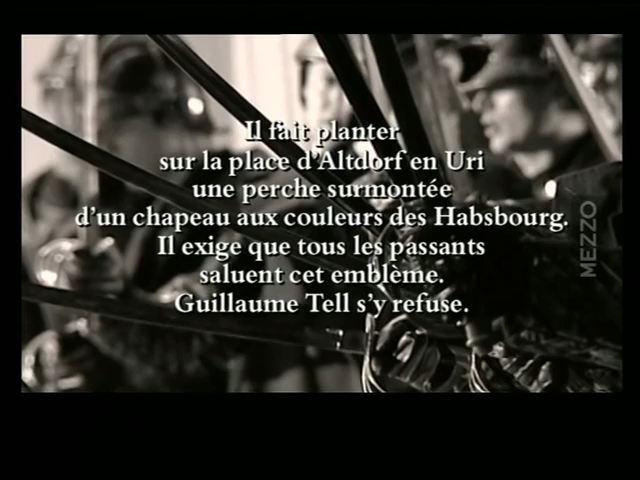 Il fait planter
sur la place d'Altdorf en Uri
une perche surmontée
d'un chapeau aux couleurs des Habsbourg.
Il exige que tous les passants
saluent cet emblème.
Guillaume Tell s'y refuse.
MEZZO